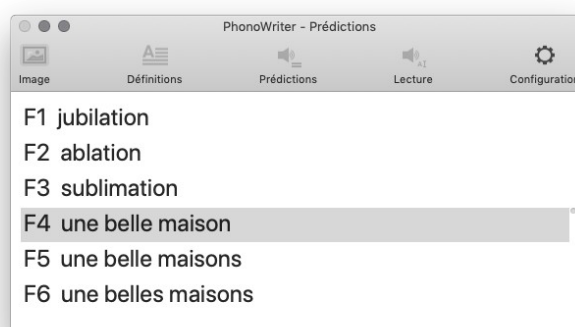 PhonoWriter - Prédictions
Image Définitions Prédictions Lecture
F1 jubilation
F2 ablation
F3 sublimation
F4 une belle maison
F5 une belle maisons
F6 une belles maisons